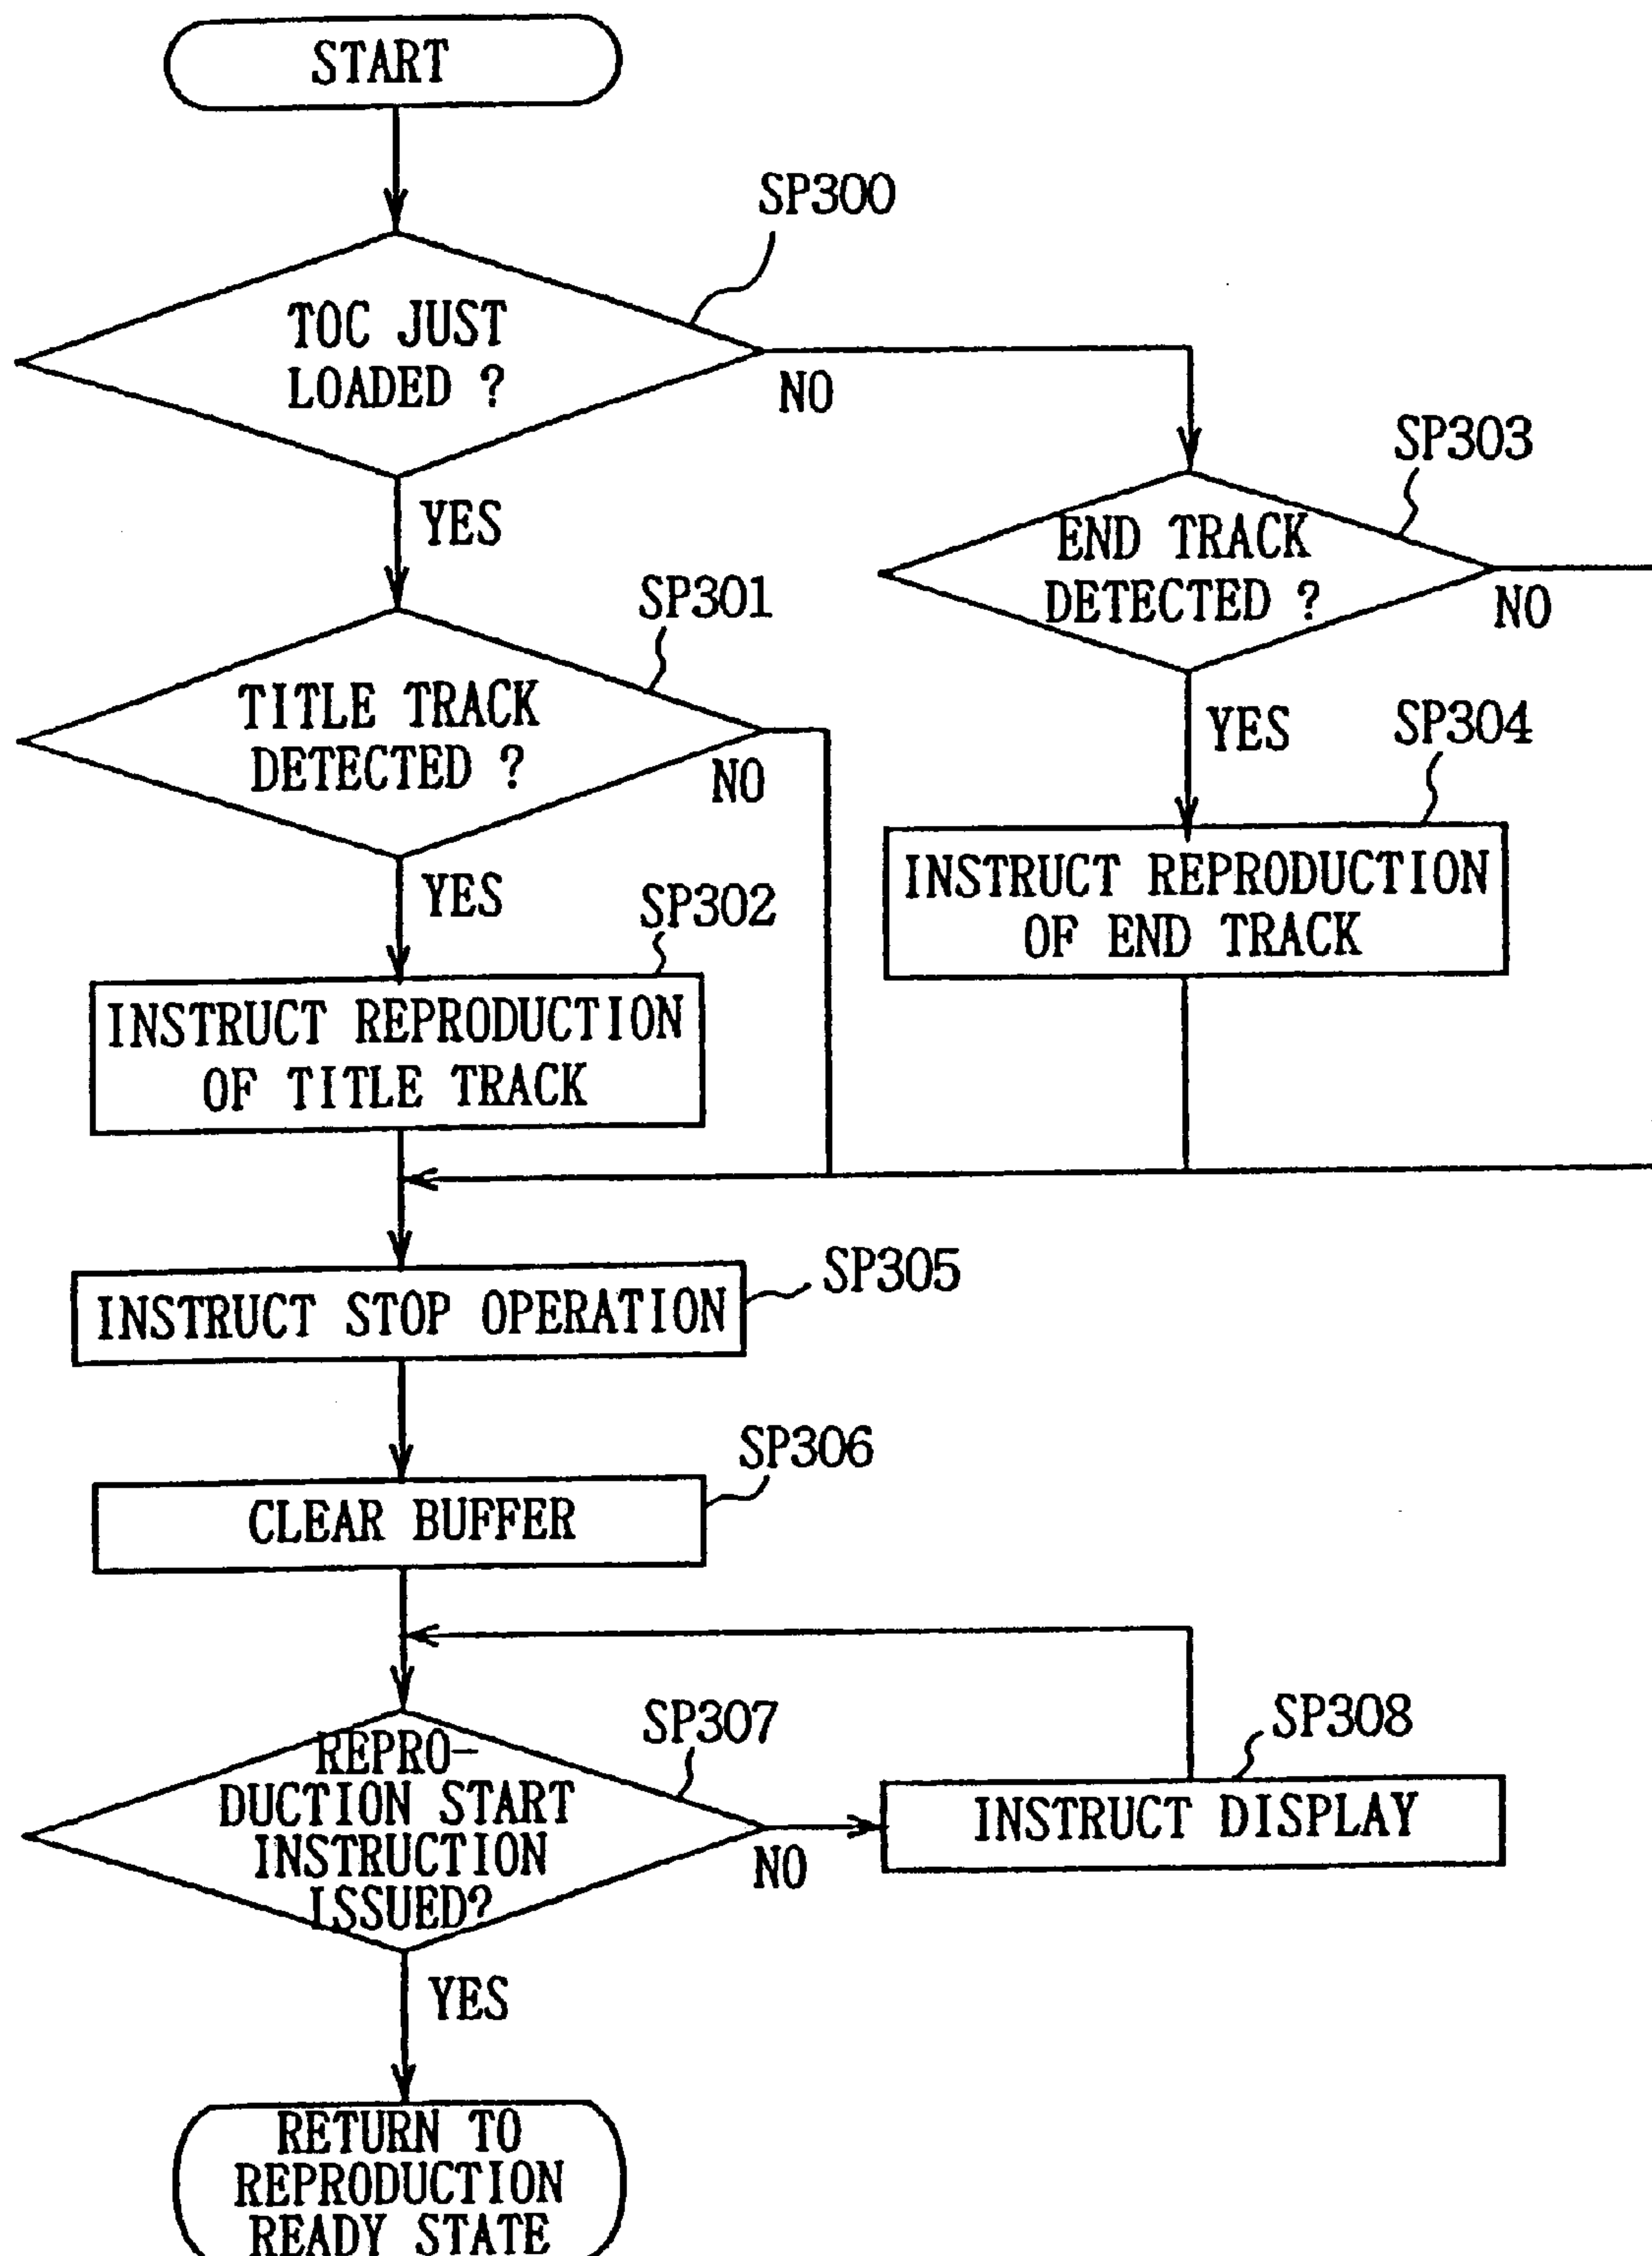 START
SP300
TOC JUST
LOADED ?
NO
YES
SP303
END TRACK
DETECTED ?
NO
SP301
TITLE TRACK
DETECTED ?
NO
YES
SP304
YES
INSTRUCT REPRODUCTION
OF END TRACK
SP302
INSTRUCT REPRODUCTION
OF TITLE TRACK
SP305
INSTRUCT STOP OPERATION
SP306
CLEAR BUFFER
SP307
REPRO-
DUCTION START
INSTRUCTION
ISSUED?
NO
SP308
INSTRUCT DISPLAY
YES
RETURN TO
REPRODUCTION
READY STATE